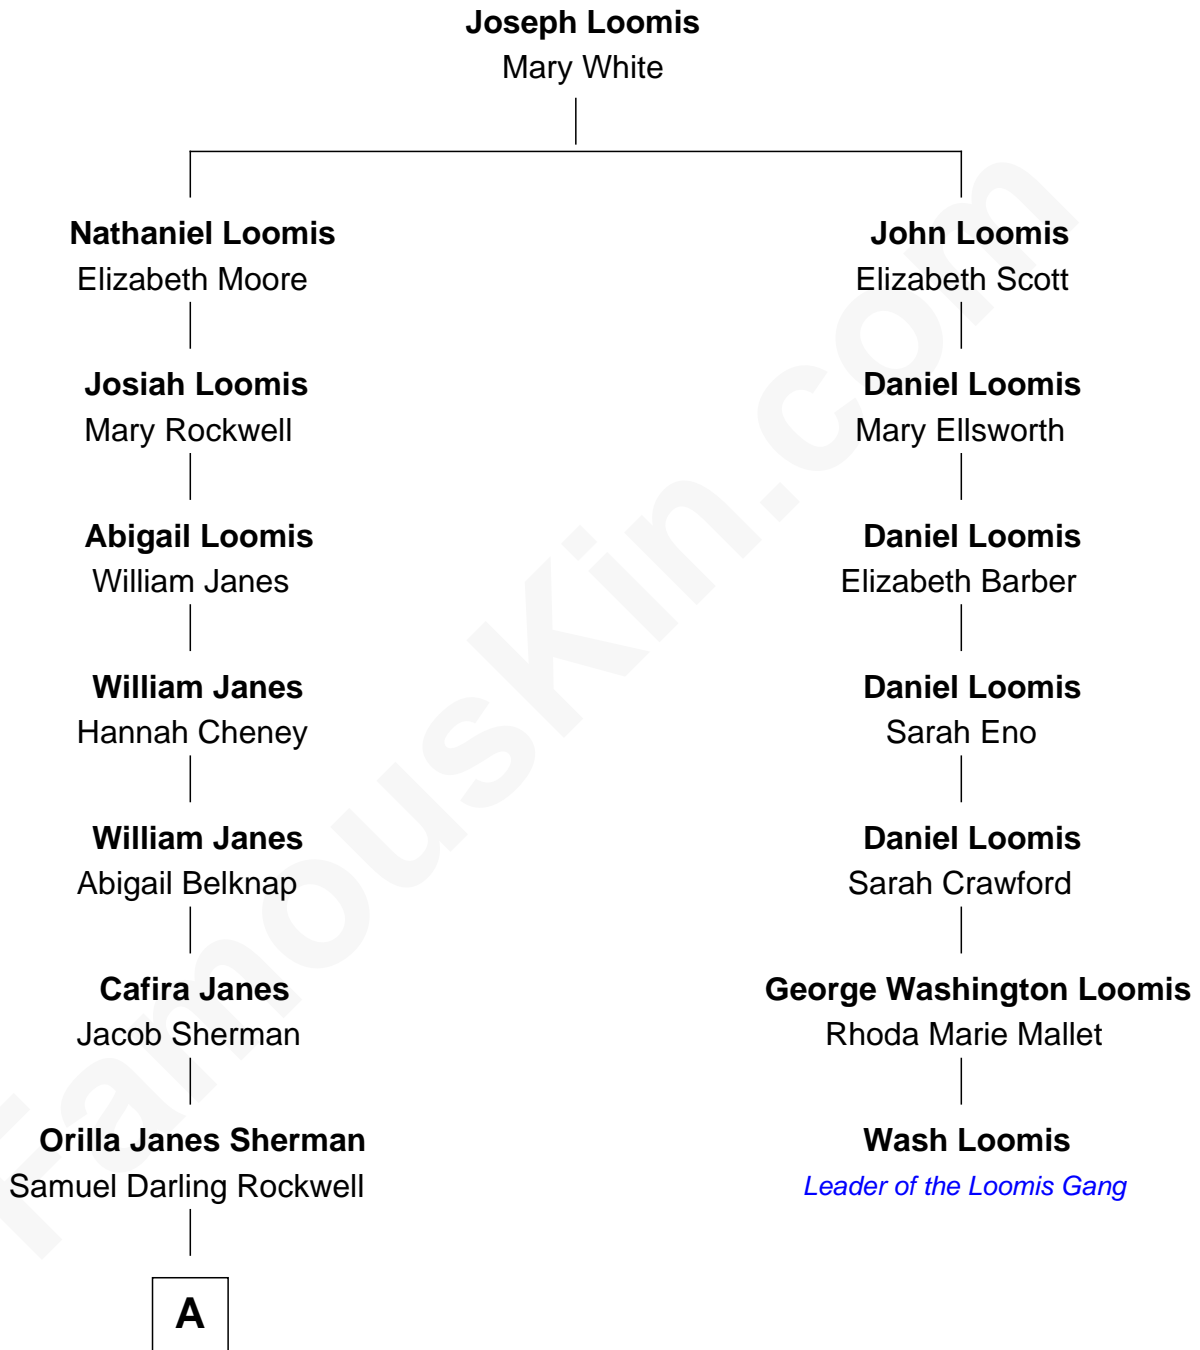 Joseph Loomis
Mary White
Nathaniel Loomis
Elizabeth Moore
John Loomis
Elizabeth Scott
Josiah Loomis
Mary Rockwell
Daniel Loomis
Mary Ellsworth
Abigail Loomis
William Janes
Daniel Loomis
Elizabeth Barber
William Janes
Hannah Cheney
Daniel Loomis
Sarah Eno
William Janes
Abigail Belknap
Daniel Loomis
Sarah Crawford
Cafira Janes
Jacob Sherman
George Washington Loomis
Rhoda Marie Mallet
Orilla Janes Sherman
Samuel Darling Rockwell
Wash Loomis
Leader of the Loomis Gang
A
FamousKin.com